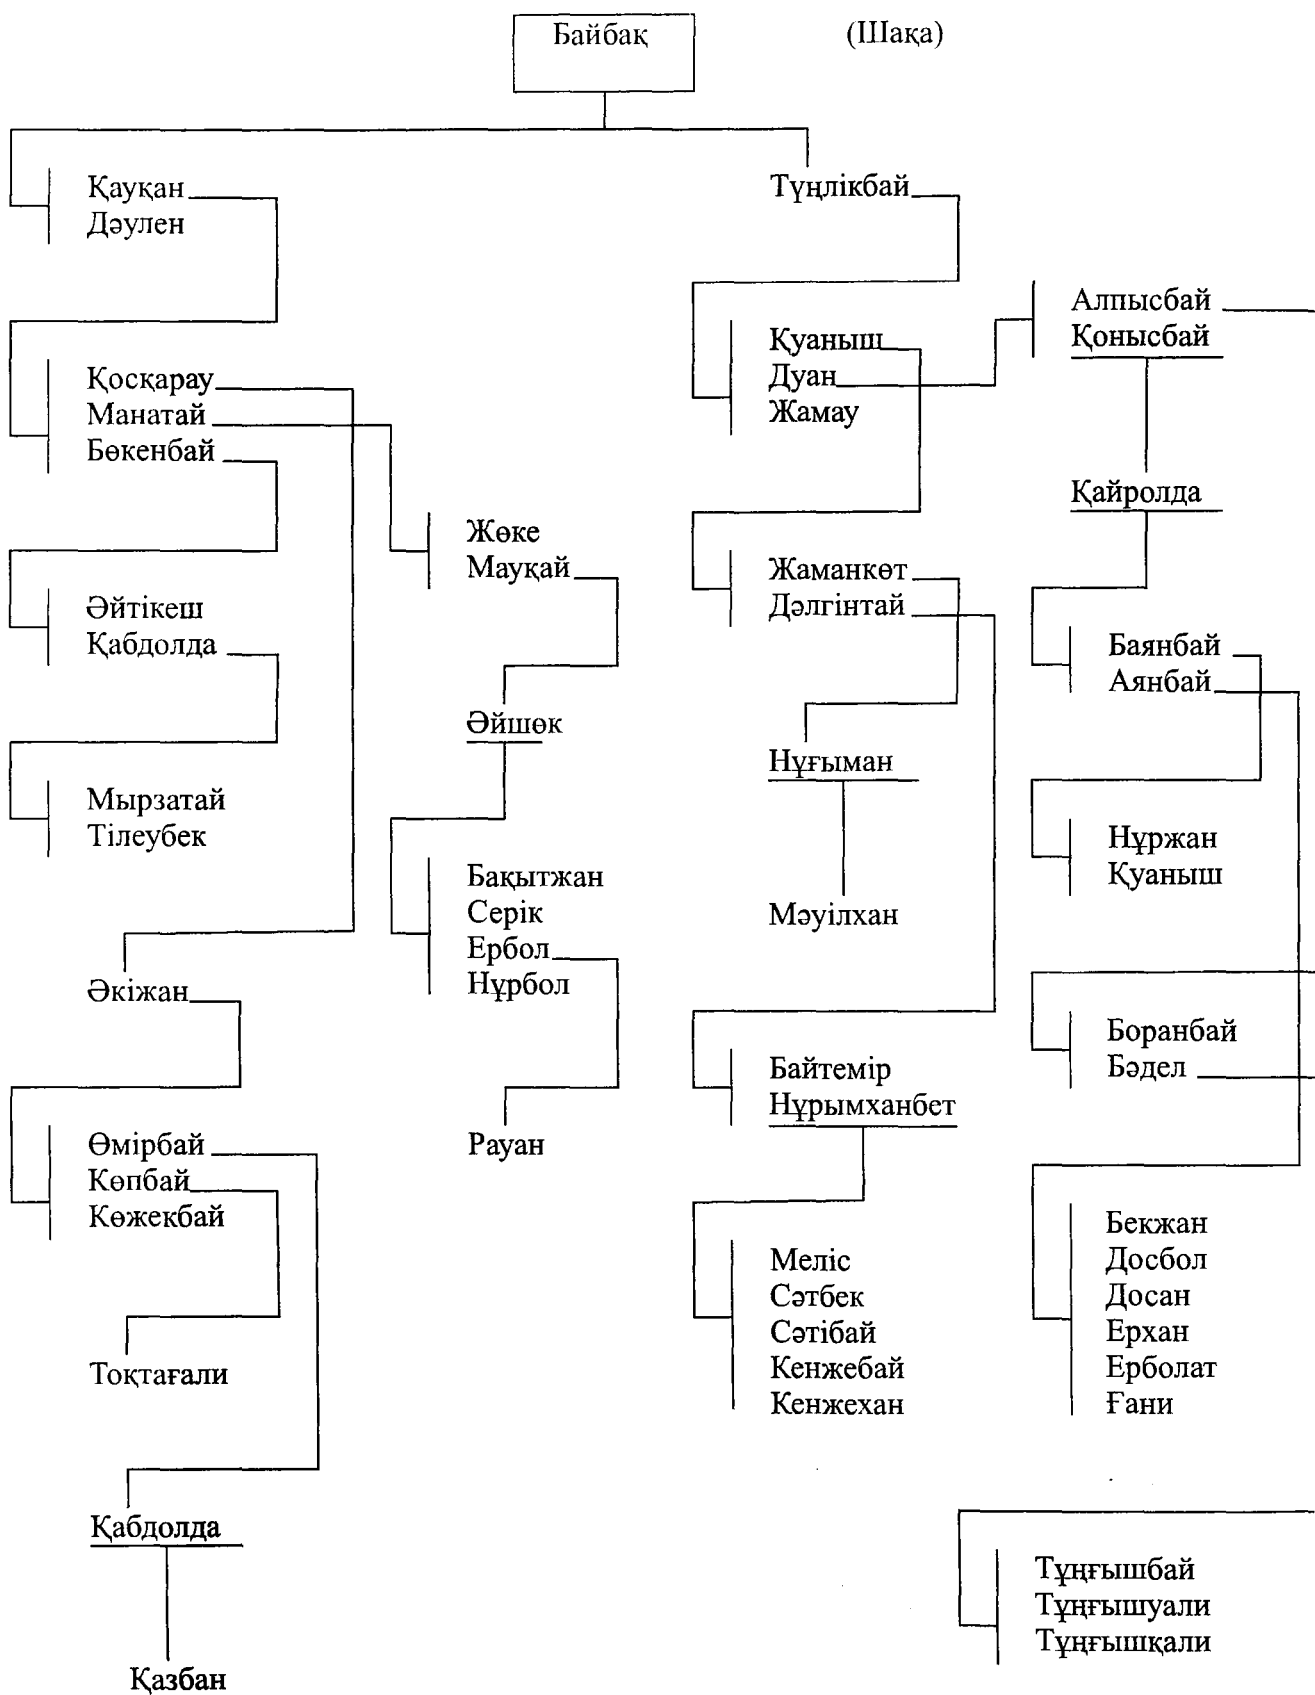 Байбақ (Шақа)
Қауқан
Дәулен
Түңлікбай
Алпысбай
Қонысбай
Қуаныш
Дуан
Жамау
Қосқарау
Манатай
Бөкенбай
Қайролда
Жөке
Мауқай
Жаманкөт
Дәлгінтай
Әйтікеш
Қабдолда
Баянбай
Аянбай
Әйшөк
Нұғыман
Мырзатай
Тілеубек
Нұржан
Қуаныш
Бақытжан
Серік
Ербол
Нұрбол
Мәуілхан
Әкіжан
Боранбай
Бәдел
Байтемір
Нұрымханбет
Өмірбай
Көпбай
Көжекбай
Рауан
Бекжан
Досбол
Досан
Ерхан
Ерболат
Ғани
Меліс
Сәтбек
Сәтібай
Кенжебай
Кенжехан
Тоқтағали
Қабдолда
Тұңғышбай
Тұңғышуали
Тұңғышқали
Қазбан